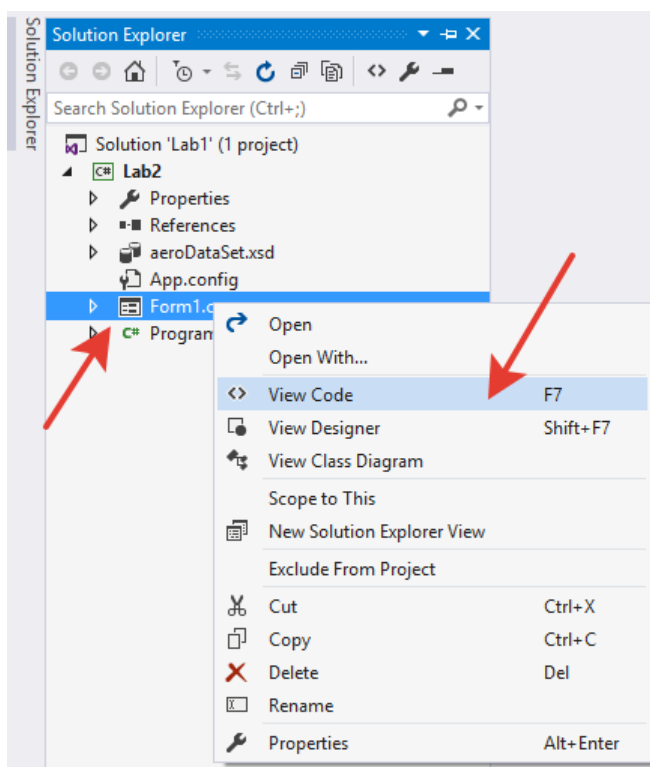 Solution Explorer
Solution Explorer
Search Solution Explorer (Ctrl+;)
Solution 'Lab1' (1 project)
C# Lab2
Properties
References
aeroDataSet.xsd
App.config
Form1.c
C# Program
Open
Open With...
View Code F7
View Designer Shift+F7
View Class Diagram
Scope to This
New Solution Explorer View
Exclude From Project
Cut Ctrl+X
Copy Ctrl+C
Delete Del
Rename
Properties Alt+Enter